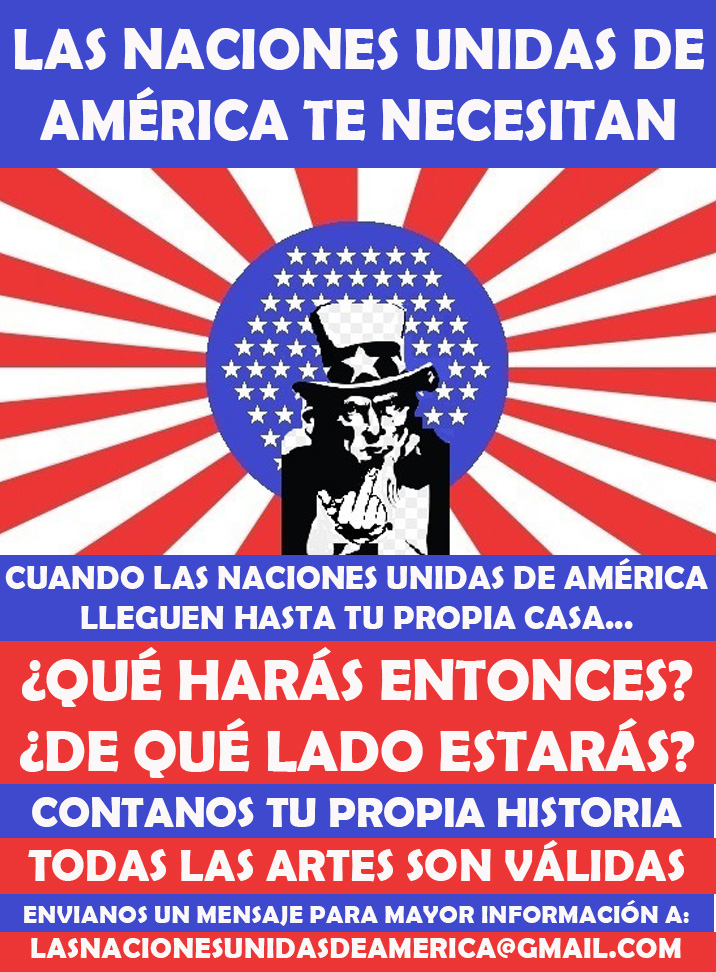 LAS NACIONES UNIDAS DE
AMÉRICA TE NECESITAN
CUANDO LAS NACIONES UNIDAS DE AMÉRICA
LLEGUEN HASTA TU PROPIA CASA...
¿QUÉ HARÁS ENTONCES?
¿DE QUÉ LADO ESTARÁS?
CONTANOS TU PROPIA HISTORIA
TODAS LAS ARTES SON VÁLIDAS
ENVIANOS UN MENSAJE PARA MAYOR INFORMACIÓN A:
LASNACIONESUNIDASDEAMERICA@GMAIL.COM